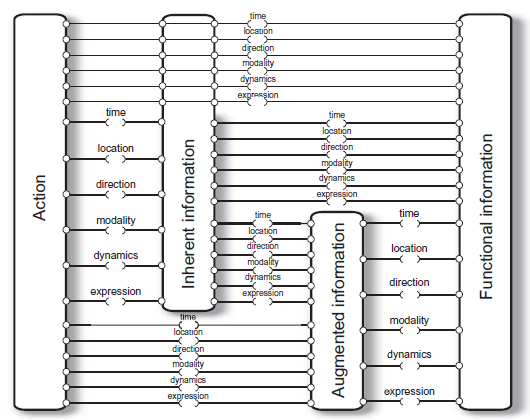 time
location
direction
modality
dynamics
expression
time
location
direction
modality
dynamics
expression
time
location
direction
modality
dynamics
expression
time
location
direction
modality
dynamics
expression
time
location
direction
modality
dynamics
expression
time
location
direction
modality
dynamics
expression
Action
Inherent information
Augmented information
Functional information